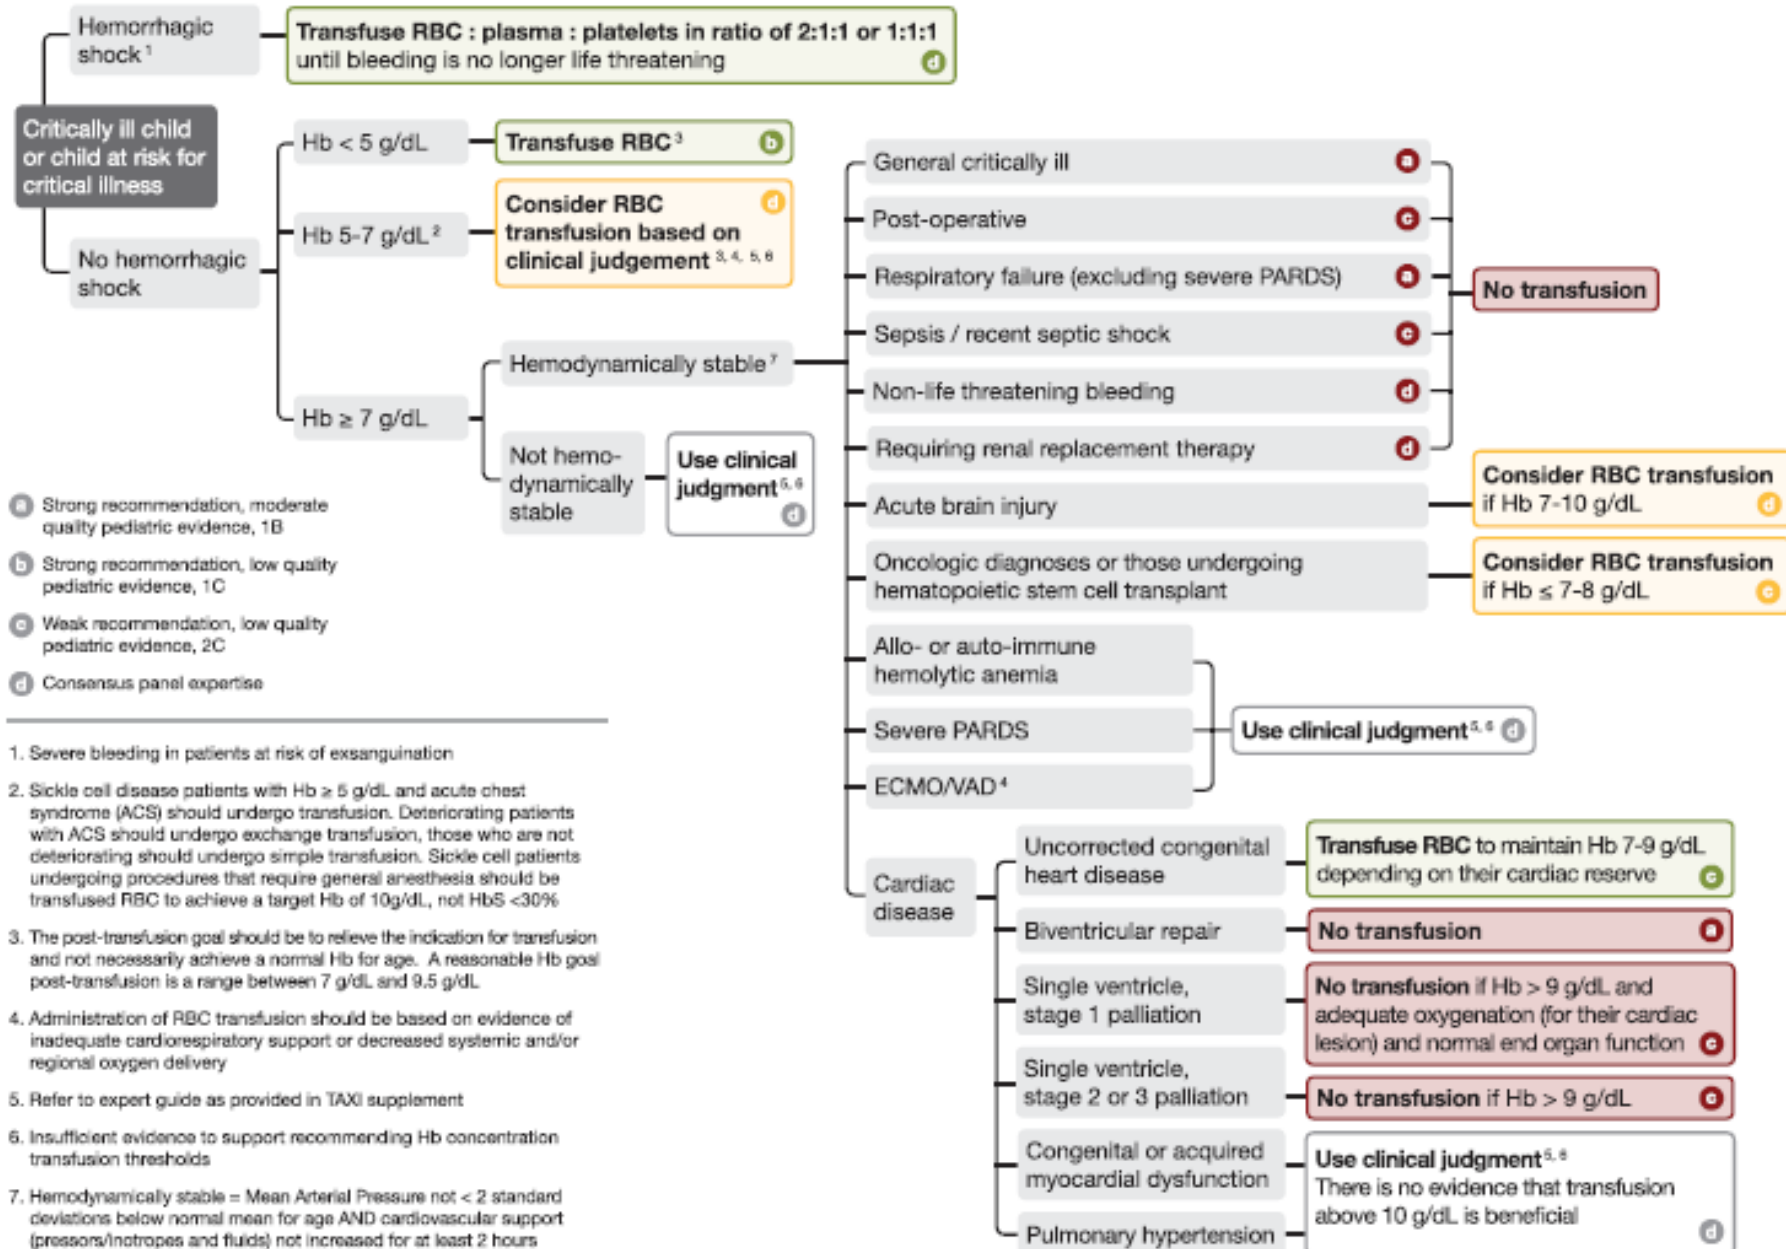 Hemorrhagic
shock 1
Transfuse RBC : plasma : platelets in ratio of 2:1:1 or 1:1:1
until bleeding is no longer life threatening
d
Critically ill child
or child at risk for
critical illness
No hemorrhagic
shock
Hb < 5 g/dL
Transfuse RBC 3
b
Hb 5-7 g/dL 2
Consider RBC
transfusion based on
clinical judgement 3, 4, 5, 6
d
Hb ≥ 7 g/dL
Hemodynamically stable 7
Not hemo-
dynamically
stable
Use clinical
judgment 5, 6
d
General critically ill
a
Post-operative
c
Respiratory failure (excluding severe PARDS)
a
Sepsis / recent septic shock
c
Non-life threatening bleeding
d
Requiring renal replacement therapy
d
No transfusion
Acute brain injury
Consider RBC transfusion
if Hb 7-10 g/dL
d
Oncologic diagnoses or those undergoing
hematopoietic stem cell transplant
Consider RBC transfusion
if Hb ≤ 7-8 g/dL
c
Allo- or auto-immune
hemolytic anemia
Severe PARDS
ECMO/VAD 4
Use clinical judgment 5, 6
d
Cardiac
disease
Uncorrected congenital
heart disease
Transfuse RBC to maintain Hb 7-9 g/dL
depending on their cardiac reserve
c
Biventricular repair
No transfusion
a
Single ventricle,
stage 1 palliation
No transfusion if Hb > 9 g/dL and
adequate oxygenation (for their cardiac
lesion) and normal end organ function
c
Single ventricle,
stage 2 or 3 palliation
No transfusion if Hb > 9 g/dL
c
Congenital or acquired
myocardial dysfunction
Pulmonary hypertension
Use clinical judgment 5, 6
There is no evidence that transfusion
above 10 g/dL is beneficial
d
a Strong recommendation, moderate
quality pediatric evidence, 1B
b Strong recommendation, low quality
pediatric evidence, 1C
c Weak recommendation, low quality
pediatric evidence, 2C
d Consensus panel expertise
1. Severe bleeding in patients at risk of exsanguination
2. Sickle cell disease patients with Hb ≥ 5 g/dL and acute chest
syndrome (ACS) should undergo transfusion. Deteriorating patients
with ACS should undergo exchange transfusion, those who are not
deteriorating should undergo simple transfusion. Sickle cell patients
undergoing procedures that require general anesthesia should be
transfused RBC to achieve a target Hb of 10g/dL, not HbS <30%
3. The post-transfusion goal should be to relieve the indication for transfusion
and not necessarily achieve a normal Hb for age. A reasonable Hb goal
post-transfusion is a range between 7 g/dL and 9.5 g/dL
4. Administration of RBC transfusion should be based on evidence of
inadequate cardiorespiratory support or decreased systemic and/or
regional oxygen delivery
5. Refer to expert guide as provided in TAXI supplement
6. Insufficient evidence to support recommending Hb concentration
transfusion thresholds
7. Hemodynamically stable = Mean Arterial Pressure not < 2 standard
deviations below normal mean for age AND cardiovascular support
(pressors/inotropes and fluids) not increased for at least 2 hours